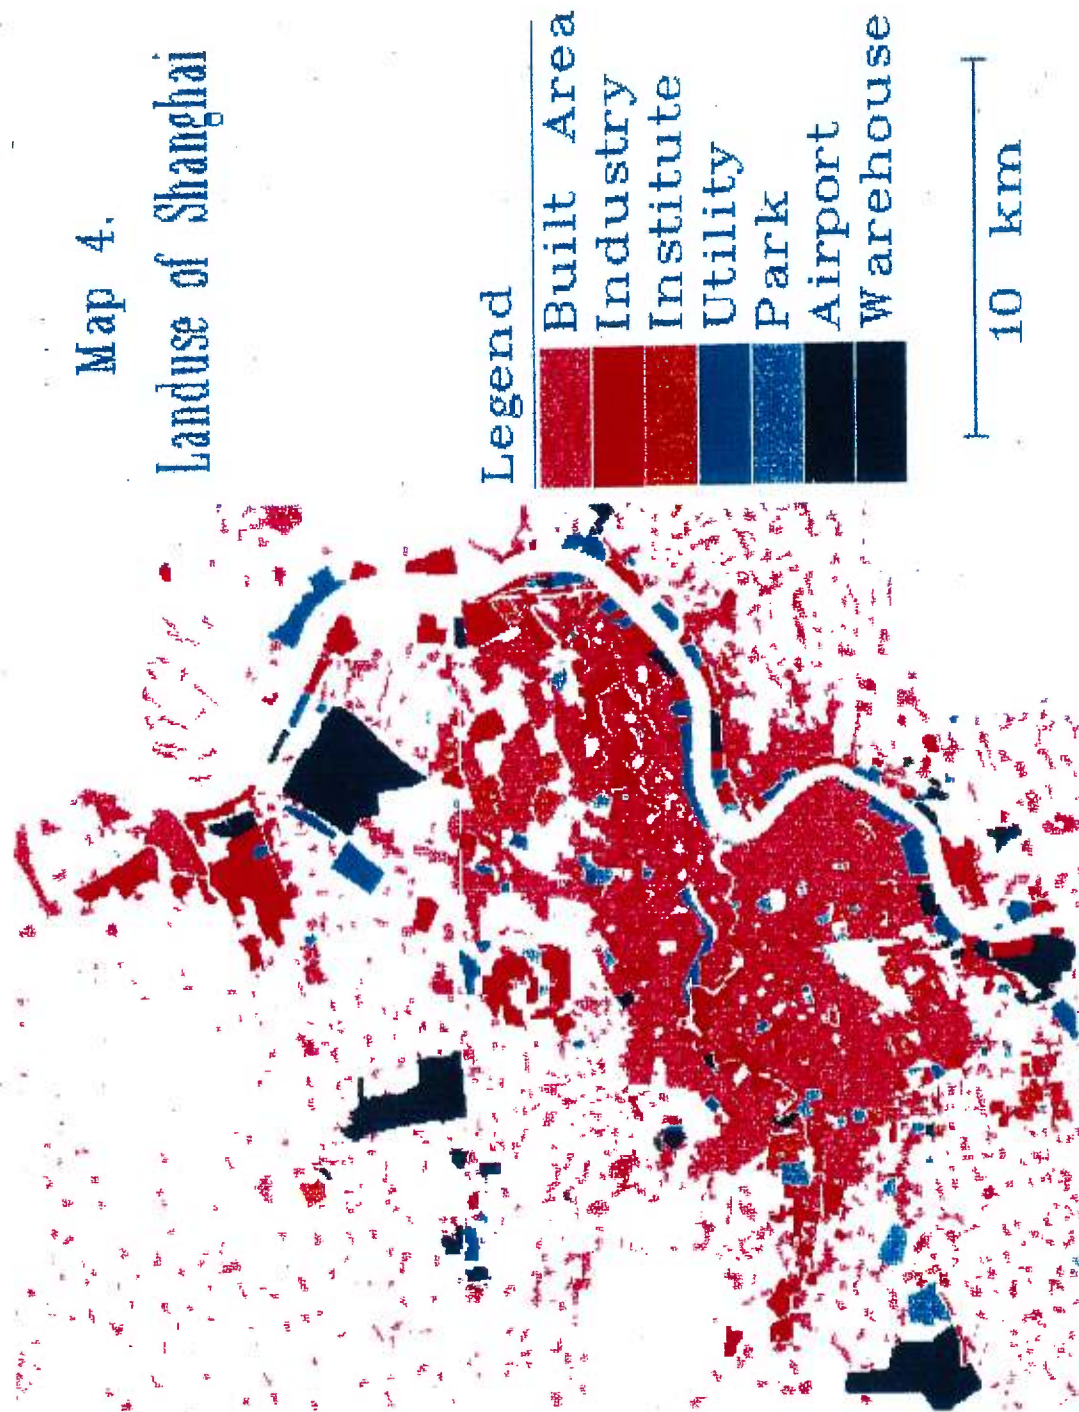 Map 4.
Landuse of Shanghai
Legend
Built Area
Industry
Institute
Utility
Park
Airport
Warehouse
10 km